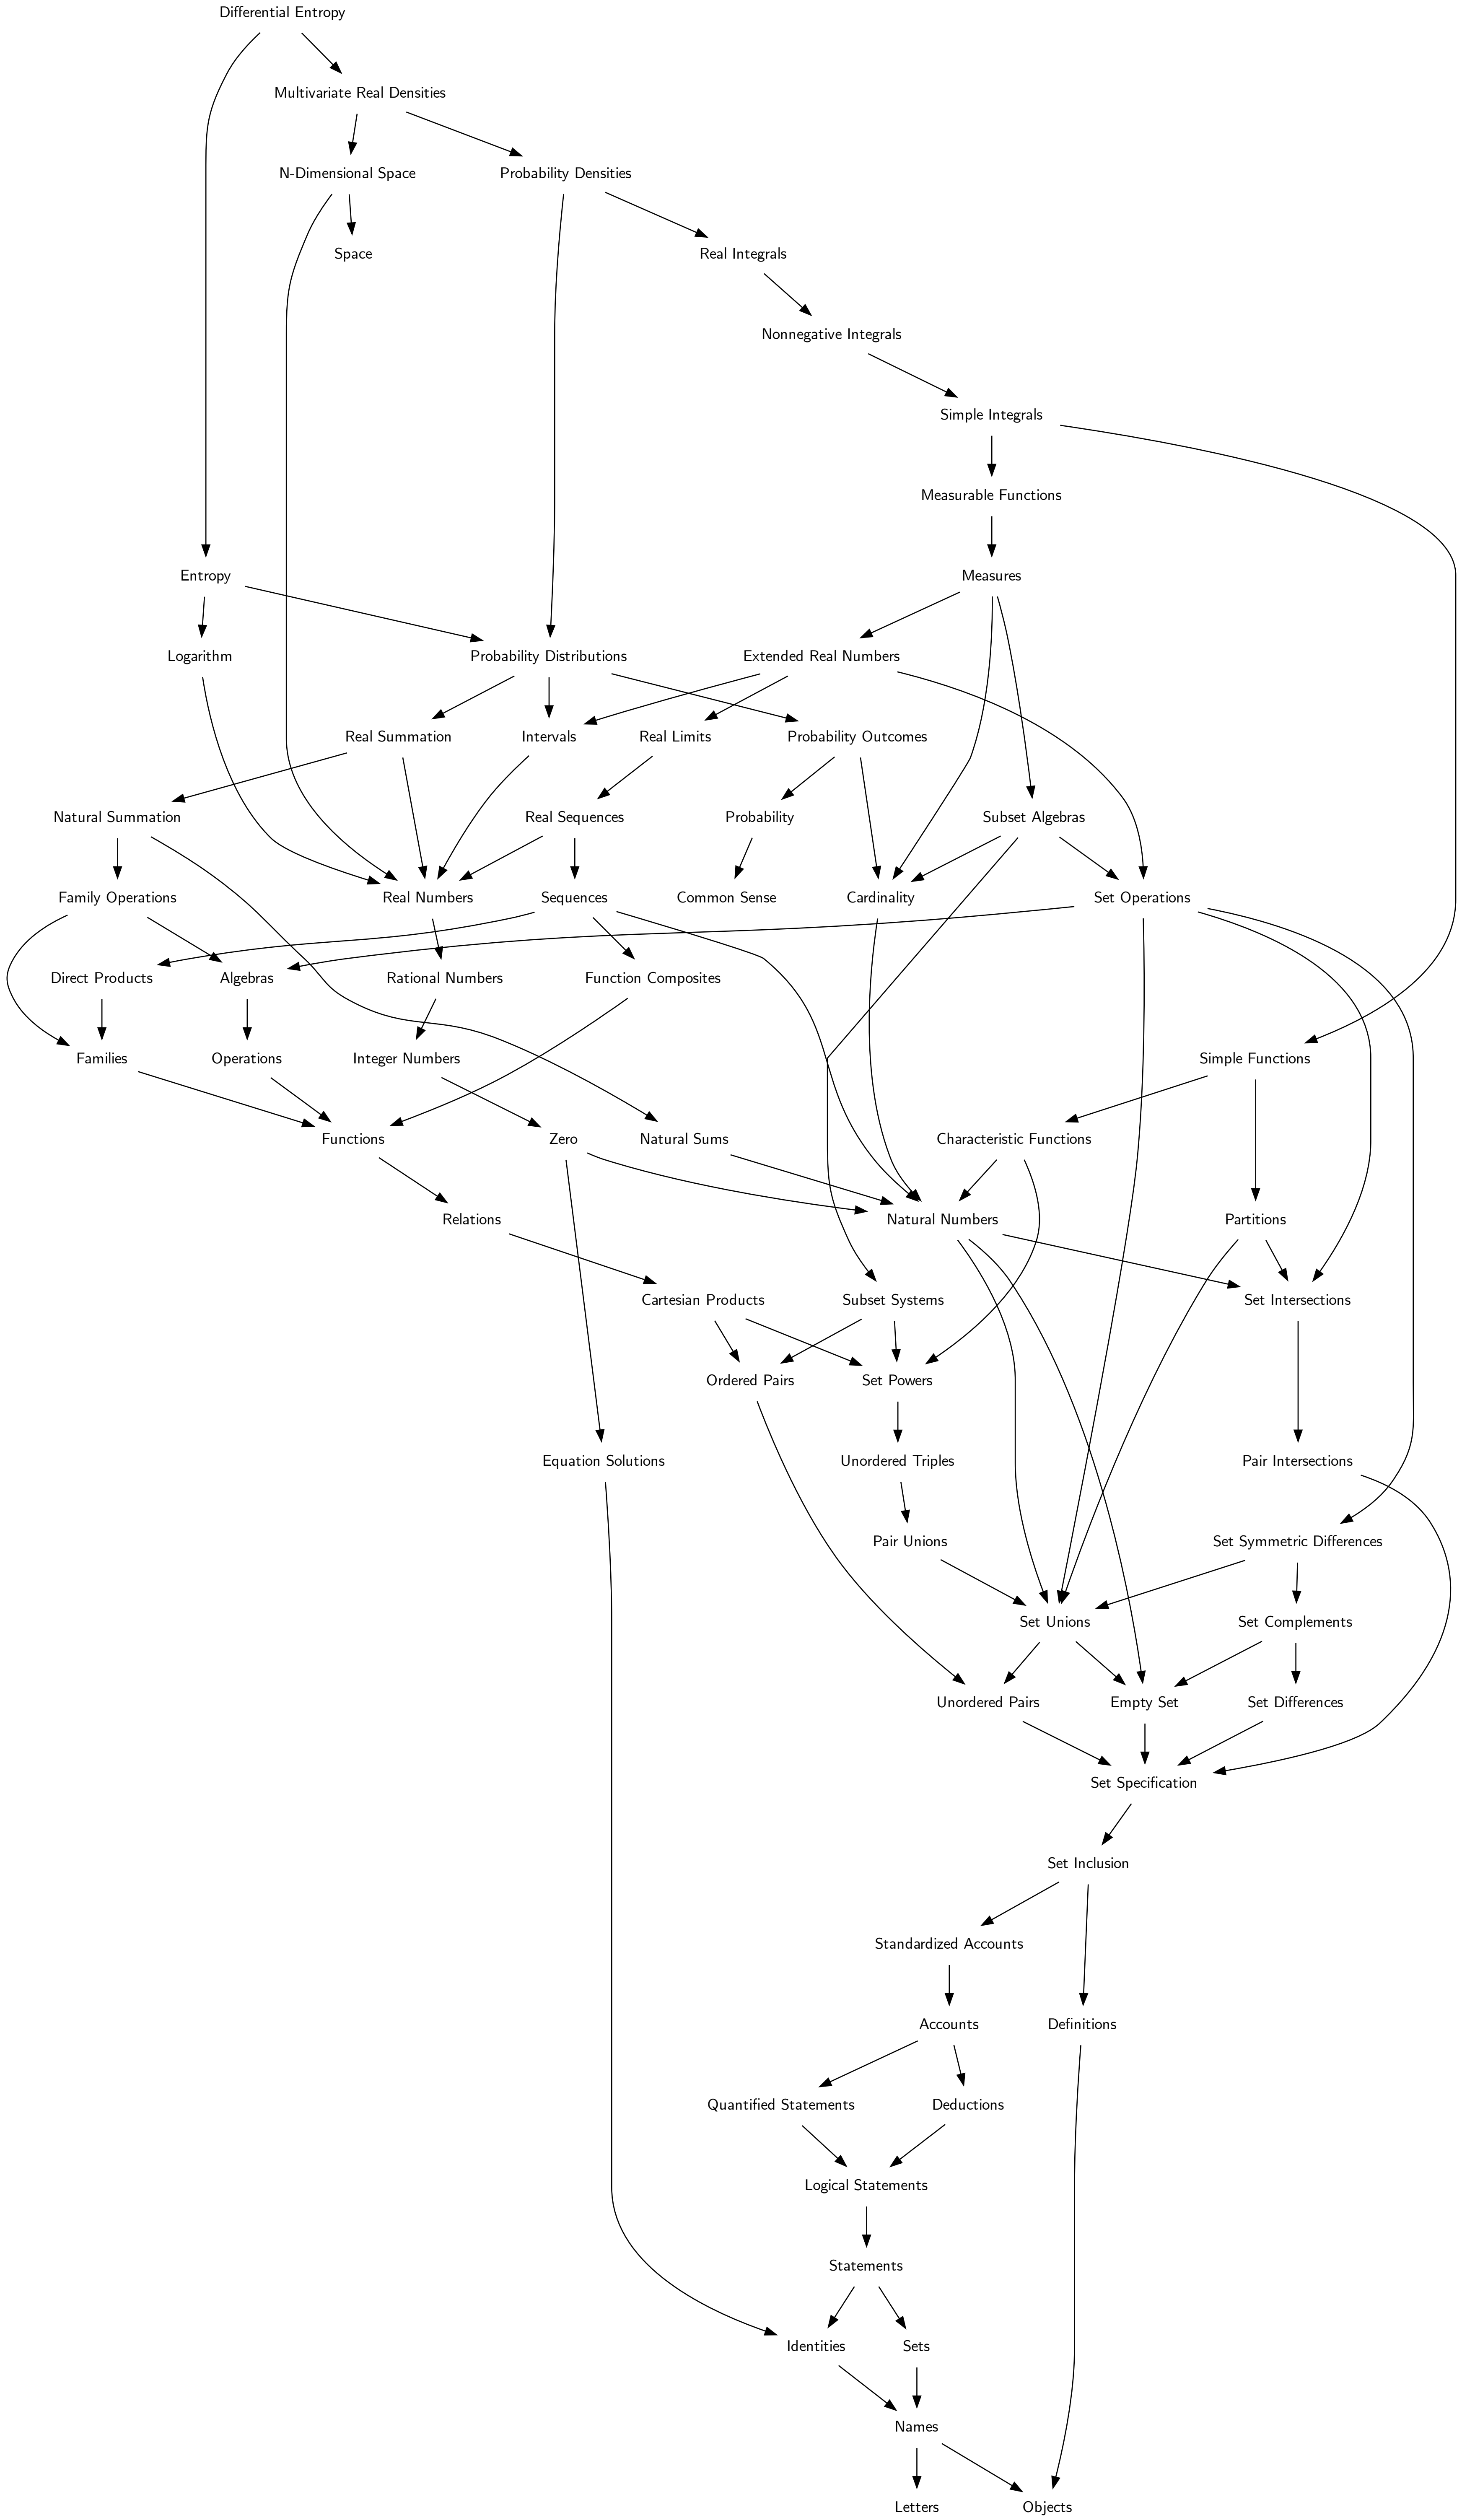 Differential Entropy
Multivariate Real Densities
N-Dimensional Space
Probability Densities
Space
Real Integrals
Nonnegative Integrals
Simple Integrals
Measurable Functions
Entropy
Measures
Logarithm
Probability Distributions
Extended Real Numbers
Real Summation
Intervals
Real Limits
Probability Outcomes
Natural Summation
Real Sequences
Probability
Subset Algebras
Family Operations
Real Numbers
Sequences
Common Sense
Cardinality
Set Operations
Direct Products
Algebras
Rational Numbers
Function Composites
Families
Operations
Integer Numbers
Simple Functions
Functions
Zero
Natural Sums
Characteristic Functions
Relations
Natural Numbers
Partitions
Cartesian Products
Subset Systems
Set Intersections
Ordered Pairs
Set Powers
Equation Solutions
Unordered Triples
Pair Intersections
Pair Unions
Set Symmetric Differences
Set Unions
Set Complements
Unordered Pairs
Empty Set
Set Differences
Set Specification
Set Inclusion
Standardized Accounts
Accounts
Definitions
Quantified Statements
Deductions
Logical Statements
Statements
Identities
Sets
Names
Letters
Objects